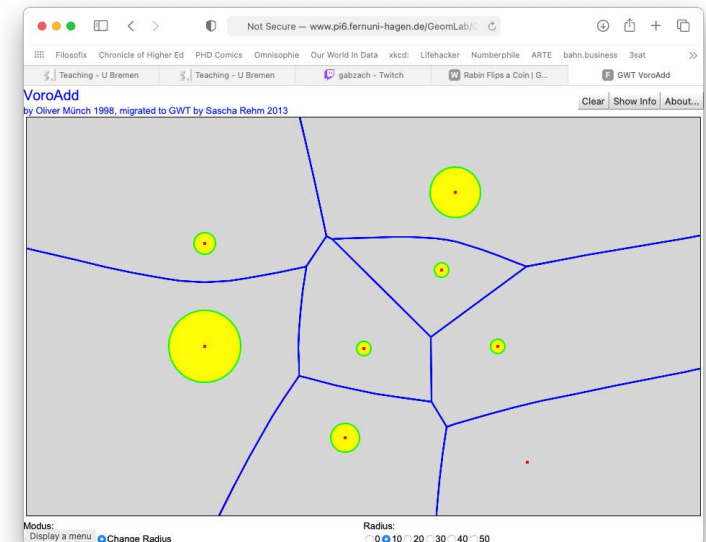 Not Secure — www.pi6.fernuni-hagen.de/GeomLab/
Filosofix Chronicle of Higher Ed PHD Comics Omnisophie Our World In Data xkcd: Lifehacker Numberphile ARTE bahn.business 3sat
Teaching - U Bremen Teaching - U Bremen gabzach - Twitch W Rabin Flips a Coin | G... F GWT VoroAdd
VoroAdd
by Oliver Münch 1998, migrated to GWT by Sascha Rehm 2013
Clear Show Info About...
Modus: Radius:
Display a menu Change Radius 0 10 20 30 40 50